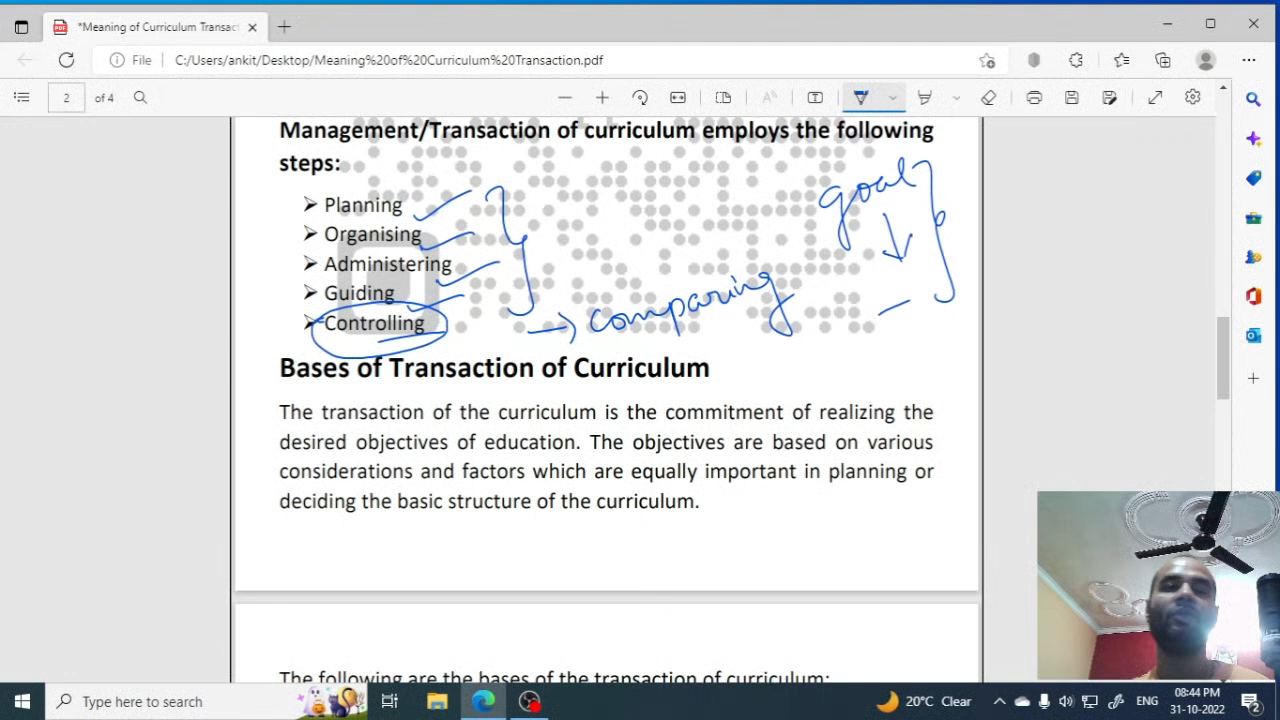 *Meaning of Curriculum Transact
File C:/Users/ankit/Desktop/Meaning%20of%20Curriculum%20Transaction.pdf
2 of 4
Management/Transaction of curriculum employs the following
steps:
goal
Planning
Organising
Administering
Guiding
comparing
Controlling
Bases of Transaction of Curriculum
The transaction of the curriculum is the commitment of realizing the
desired objectives of education. The objectives are based on various
considerations and factors which are equally important in planning or
deciding the basic structure of the curriculum.
The following are the bases of the transaction of curriculum:
Type here to search
20°C Clear
ENG
08:44 PM
31-10-2022
2